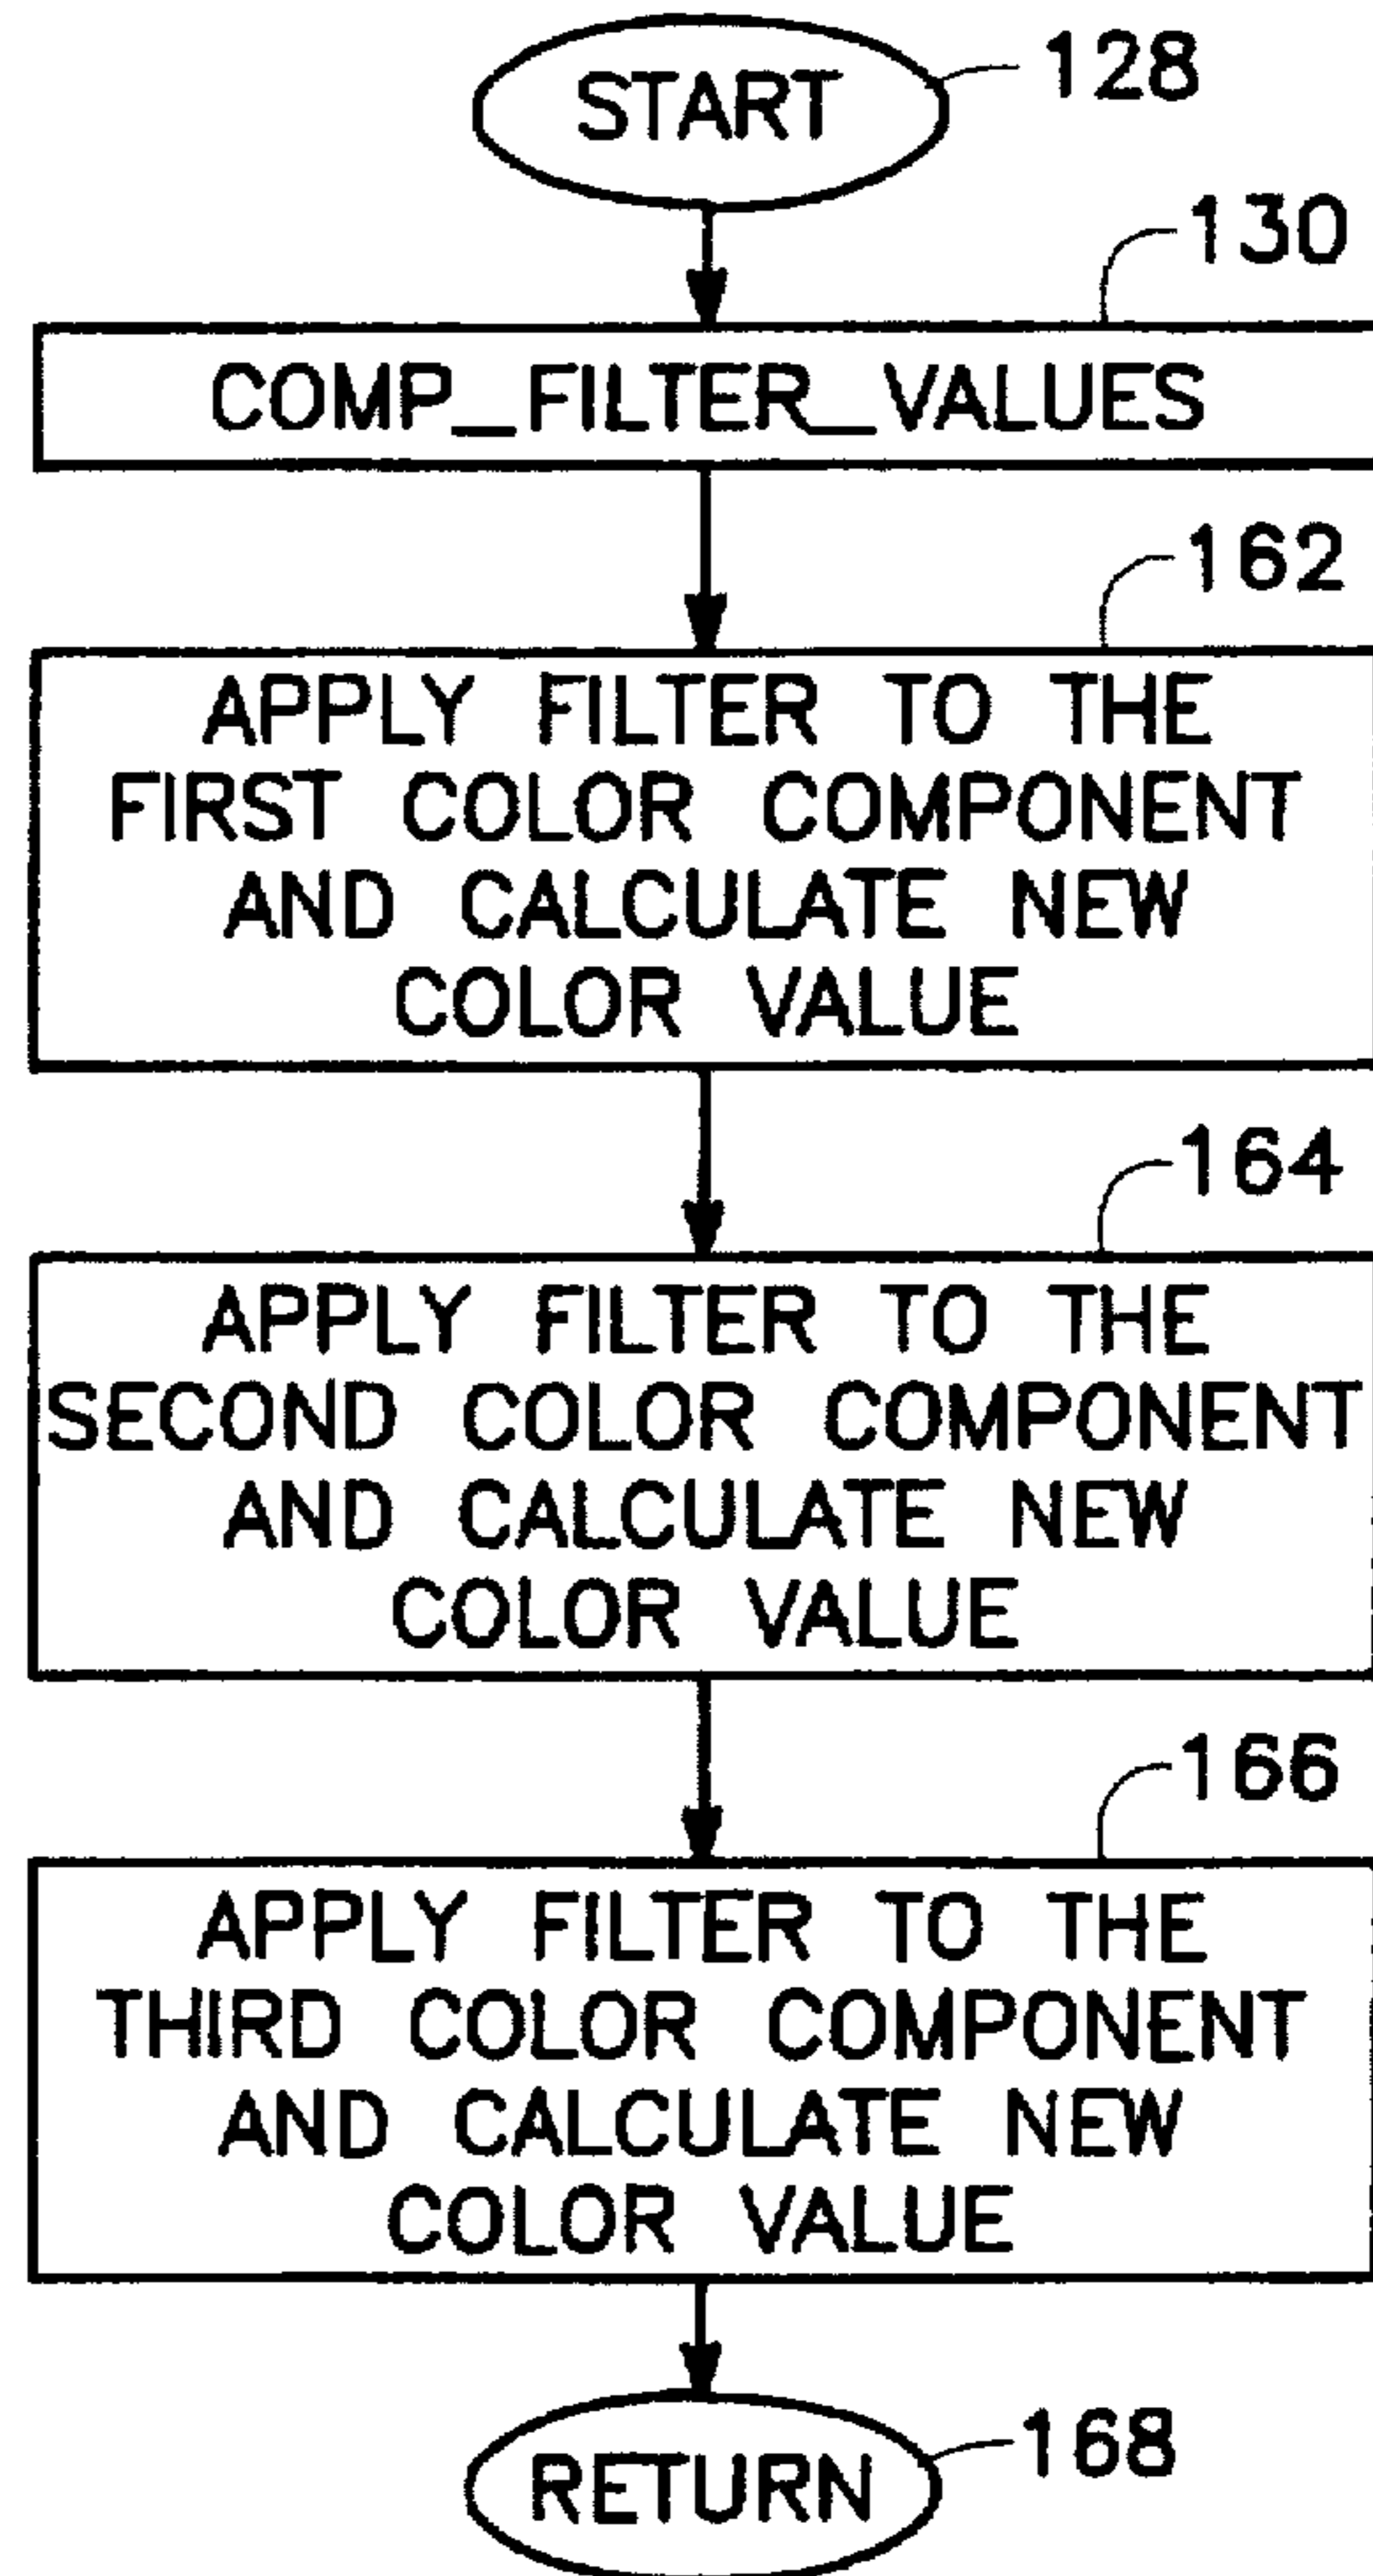 START
128
130
COMP_FILTER_VALUES
162
APPLY FILTER TO THE
FIRST COLOR COMPONENT
AND CALCULATE NEW
COLOR VALUE
164
APPLY FILTER TO THE
SECOND COLOR COMPONENT
AND CALCULATE NEW
COLOR VALUE
166
APPLY FILTER TO THE
THIRD COLOR COMPONENT
AND CALCULATE NEW
COLOR VALUE
168
RETURN